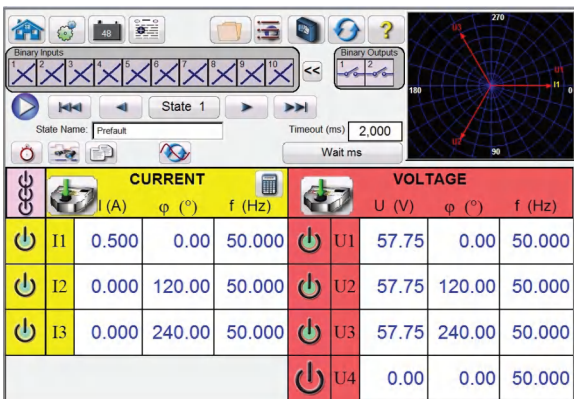 48
?
Binary Inputs
1 2 3 4 5 6 7 8 9 10
<<
Binary Outputs
1 2
State 1
State Name: Prefault
Timeout (ms) 2,000
Wait ms
270
U3
U1
I1
180
0
U2
90
CURRENT
I (A) φ (°) f (Hz)
VOLTAGE
U (V) φ (°) f (Hz)
I1 0.500 0.00 50.000 U1 57.75 0.00 50.000
I2 0.000 120.00 50.000 U2 57.75 120.00 50.000
I3 0.000 240.00 50.000 U3 57.75 240.00 50.000
U4 0.00 0.00 50.000